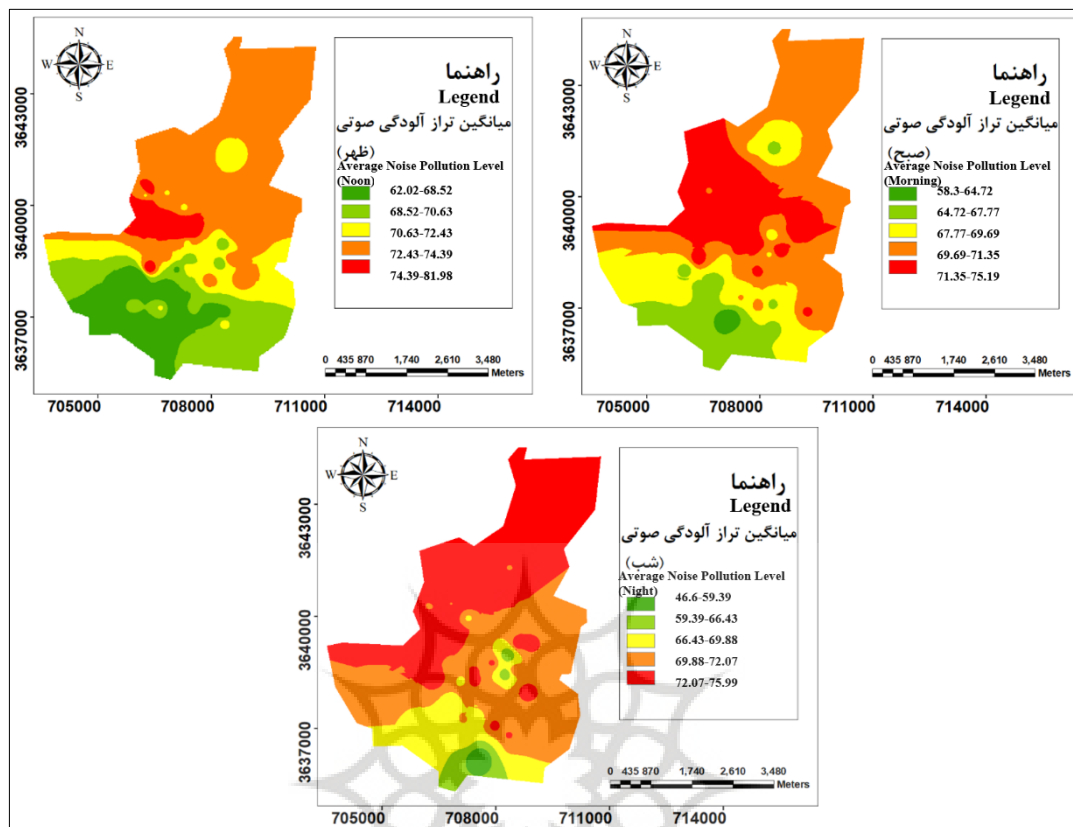 N
W E
S
راهنما
Legend
میانگین تراز آلودگی صوتی
(ظهر)
Average Noise Pollution Level
(Noon)
62.02-68.52
68.52-70.63
70.63-72.43
72.43-74.39
74.39-81.98
3643000
3640000
3637000
0 435 870 1,740 2,610 3,480
Meters
705000 708000 711000 714000
N
W E
S
راهنما
Legend
میانگین تراز آلودگی صوتی
(صبح)
Average Noise Pollution Level
(Morning)
58.3-64.72
64.72-67.77
67.77-69.69
69.69-71.35
71.35-75.19
3643000
3640000
3637000
0 435 870 1,740 2,610 3,480
Meters
705000 708000 711000 714000
N
W E
S
راهنما
Legend
میانگین تراز آلودگی صوتی
(شب)
Average Noise Pollution Level
(Night)
46.6-59.39
59.39-66.43
66.43-69.88
69.88-72.07
72.07-75.99
3643000
3640000
3637000
0 435 870 1,740 2,610 3,480
Meters
705000 708000 711000 714000